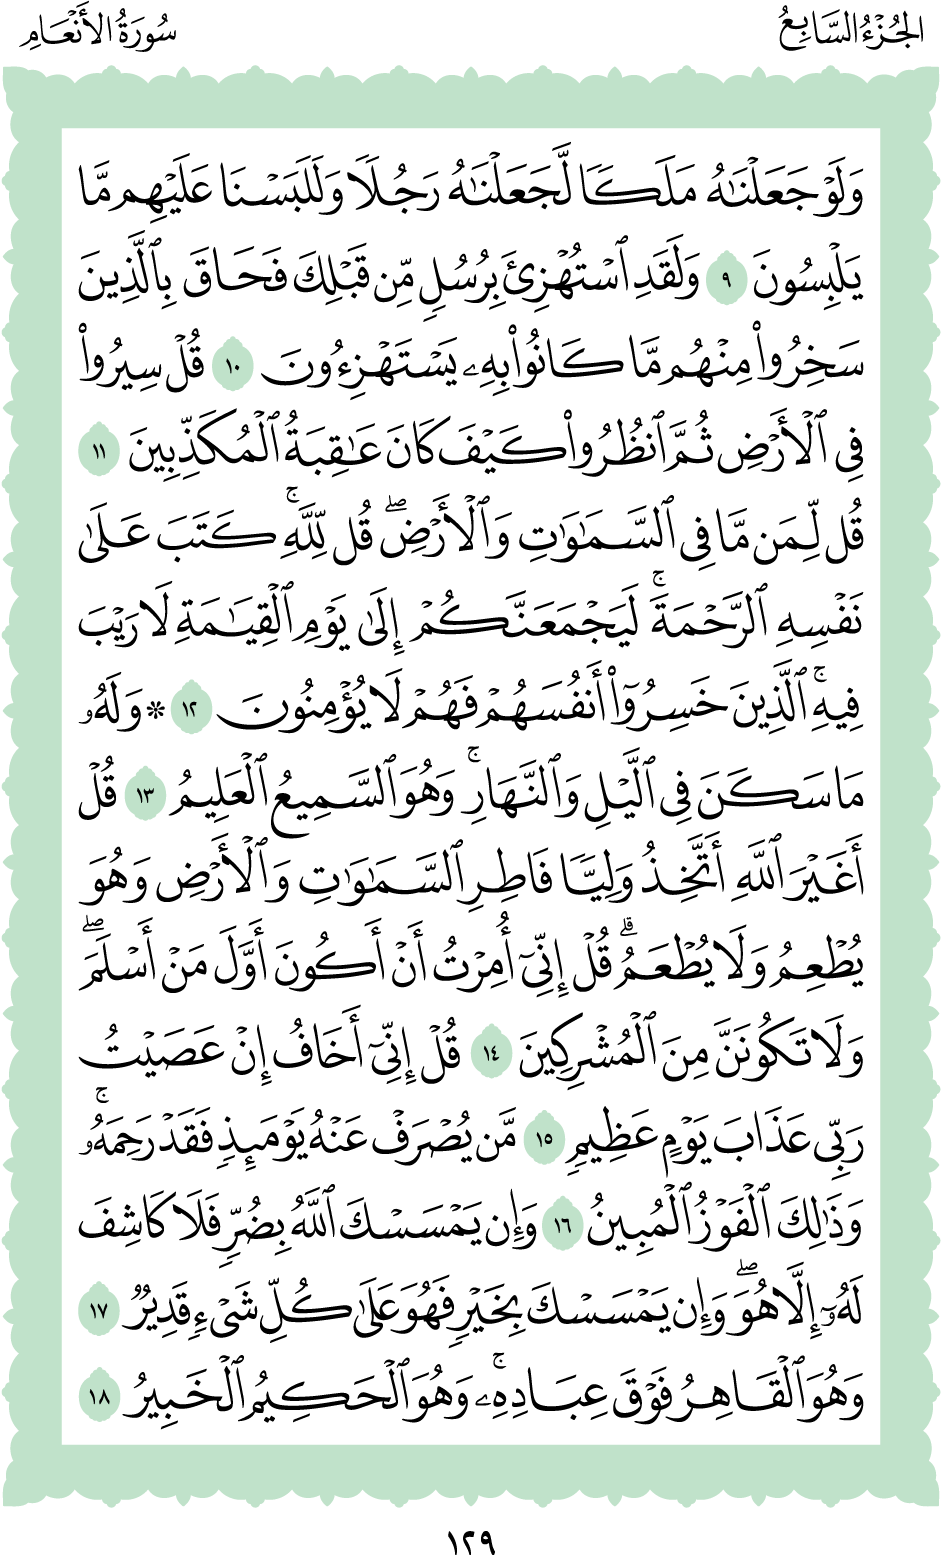 الجُزْءُ السَّابِعُ
سُورَةُ الأَنْعَامِ
وَلَوۡ جَعَلۡنَٰهُ مَلَكٗا لَّجَعَلۡنَٰهُ رَجُلٗا وَلَلَبَسۡنَا عَلَيۡهِم مَّا
يَلۡبِسُونَ ٩ وَلَقَدِ ٱسۡتُهۡزِئَ بِرُسُلٖ مِّن قَبۡلِكَ فَحَاقَ بِٱلَّذِينَ
سَخِرُواْ مِنۡهُم مَّا كَانُواْ بِهِۦ يَسۡتَهۡزِءُونَ ١٠ قُلۡ سِيرُواْ
فِي ٱلۡأَرۡضِ ثُمَّ ٱنظُرُواْ كَيۡفَ كَانَ عَٰقِبَةُ ٱلۡمُكَذِّبِينَ ١١
قُل لِّمَن مَّا فِي ٱلسَّمَٰوَٰتِ وَٱلۡأَرۡضِۖ قُل لِّلَّهِۚ كَتَبَ عَلَىٰ
نَفۡسِهِ ٱلرَّحۡمَةَۚ لَيَجۡمَعَنَّكُمۡ إِلَىٰ يَوۡمِ ٱلۡقِيَٰمَةِ لَا رَيۡبَ
فِيهِۚ ٱلَّذِينَ خَسِرُوٓاْ أَنفُسَهُمۡ فَهُمۡ لَا يُؤۡمِنُونَ ١٢ ۞ وَلَهُۥ
مَا سَكَنَ فِي ٱلَّيۡلِ وَٱلنَّهَارِۚ وَهُوَ ٱلسَّمِيعُ ٱلۡعَلِيمُ ١٣ قُلۡ
أَغَيۡرَ ٱللَّهِ أَتَّخِذُ وَلِيّٗا فَاطِرِ ٱلسَّمَٰوَٰتِ وَٱلۡأَرۡضِ وَهُوَ
يُطۡعِمُ وَلَا يُطۡعَمُۗ قُلۡ إِنِّيٓ أُمِرۡتُ أَنۡ أَكُونَ أَوَّلَ مَنۡ أَسۡلَمَۖ
وَلَا تَكُونَنَّ مِنَ ٱلۡمُشۡرِكِينَ ١٤ قُلۡ إِنِّيٓ أَخَافُ إِنۡ عَصَيۡتُ
رَبِّي عَذَابَ يَوۡمٍ عَظِيمٖ ١٥ مَّن يُصۡرَفۡ عَنۡهُ يَوۡمَئِذٖ فَقَدۡ رَحِمَهُۥۚ
وَذَٰلِكَ ٱلۡفَوۡزُ ٱلۡمُبِينُ ١٦ وَإِن يَمۡسَسۡكَ ٱللَّهُ بِضُرّٖ فَلَا كَاشِفَ
لَهُۥٓ إِلَّا هُوَۖ وَإِن يَمۡسَسۡكَ بِخَيۡرٖ فَهُوَ عَلَىٰ كُلِّ شَيۡءٖ قَدِيرٞ ١٧
وَهُوَ ٱلۡقَاهِرُ فَوۡقَ عِبَادِهِۦۚ وَهُوَ ٱلۡحَكِيمُ ٱلۡخَبِيرُ ١٨
١٢٩